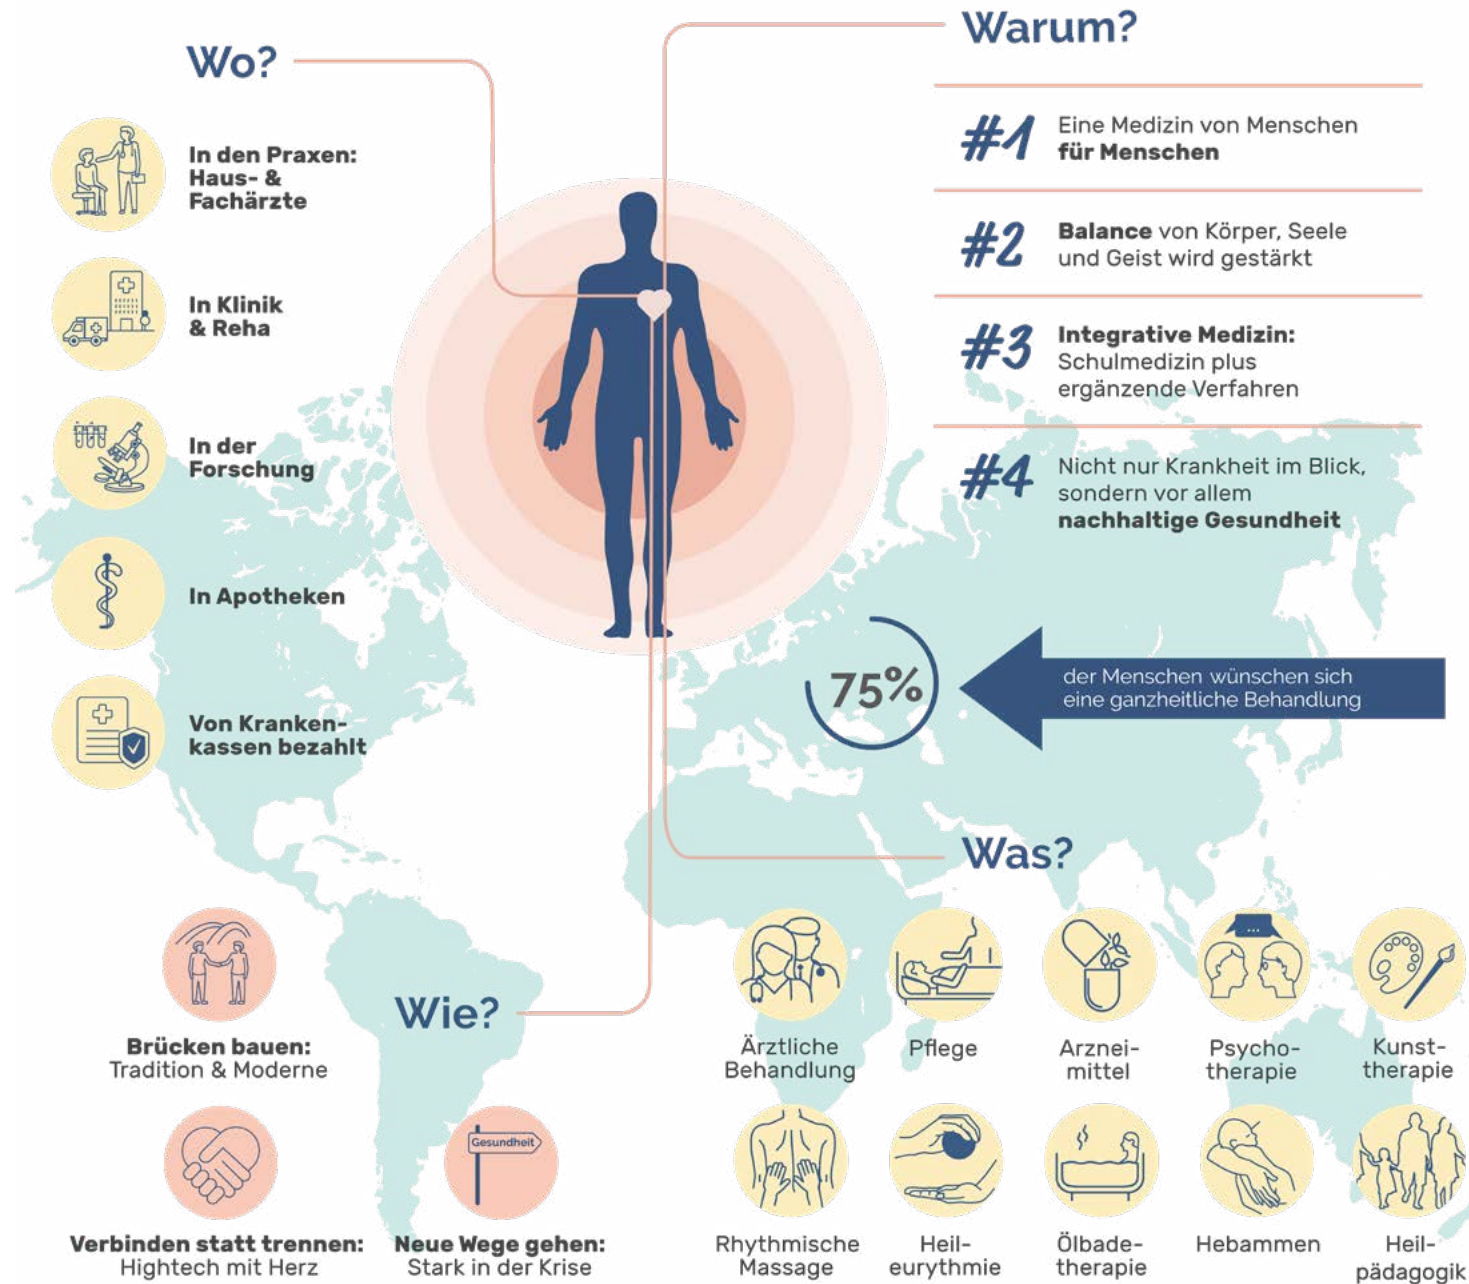 Wo?
In den Praxen:
Haus- &
Fachärzte
In Klinik
& Reha
In der
Forschung
In Apotheken
Von Kranken-
kassen bezahlt
Warum?
#1
Eine Medizin von Menschen
für Menschen
#2
Balance von Körper, Seele
und Geist wird gestärkt
#3
Integrative Medizin:
Schulmedizin plus
ergänzende Verfahren
#4
Nicht nur Krankheit im Blick,
sondern vor allem
nachhaltige Gesundheit
75%
der Menschen wünschen sich
eine ganzheitliche Behandlung
Wie?
Brücken bauen:
Tradition & Moderne
Verbinden statt trennen:
Hightech mit Herz
Gesundheit
Neue Wege gehen:
Stark in der Krise
Was?
Ärztliche
Behandlung
Pflege
Arznei-
mittel
Psycho-
therapie
Kunst-
therapie
Rhythmische
Massage
Heil-
eurythmie
Ölbade-
therapie
Hebammen
Heil-
pädagogik